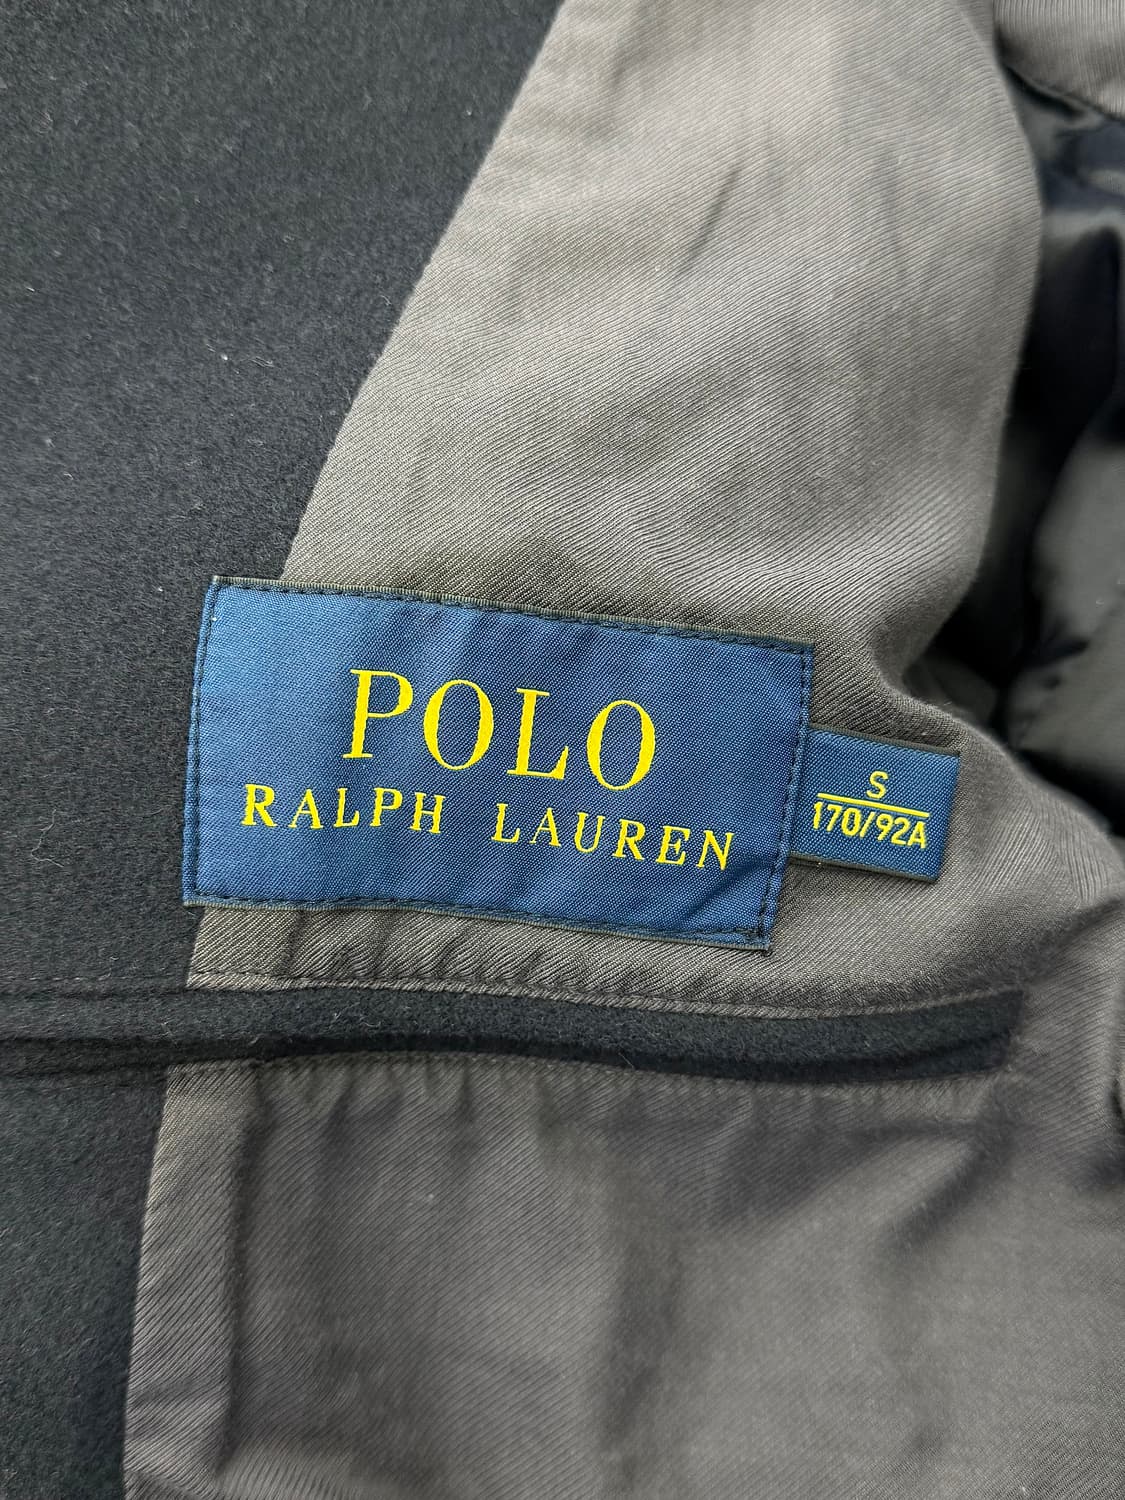 POLO
RALPH LAUREN
S
170/92A